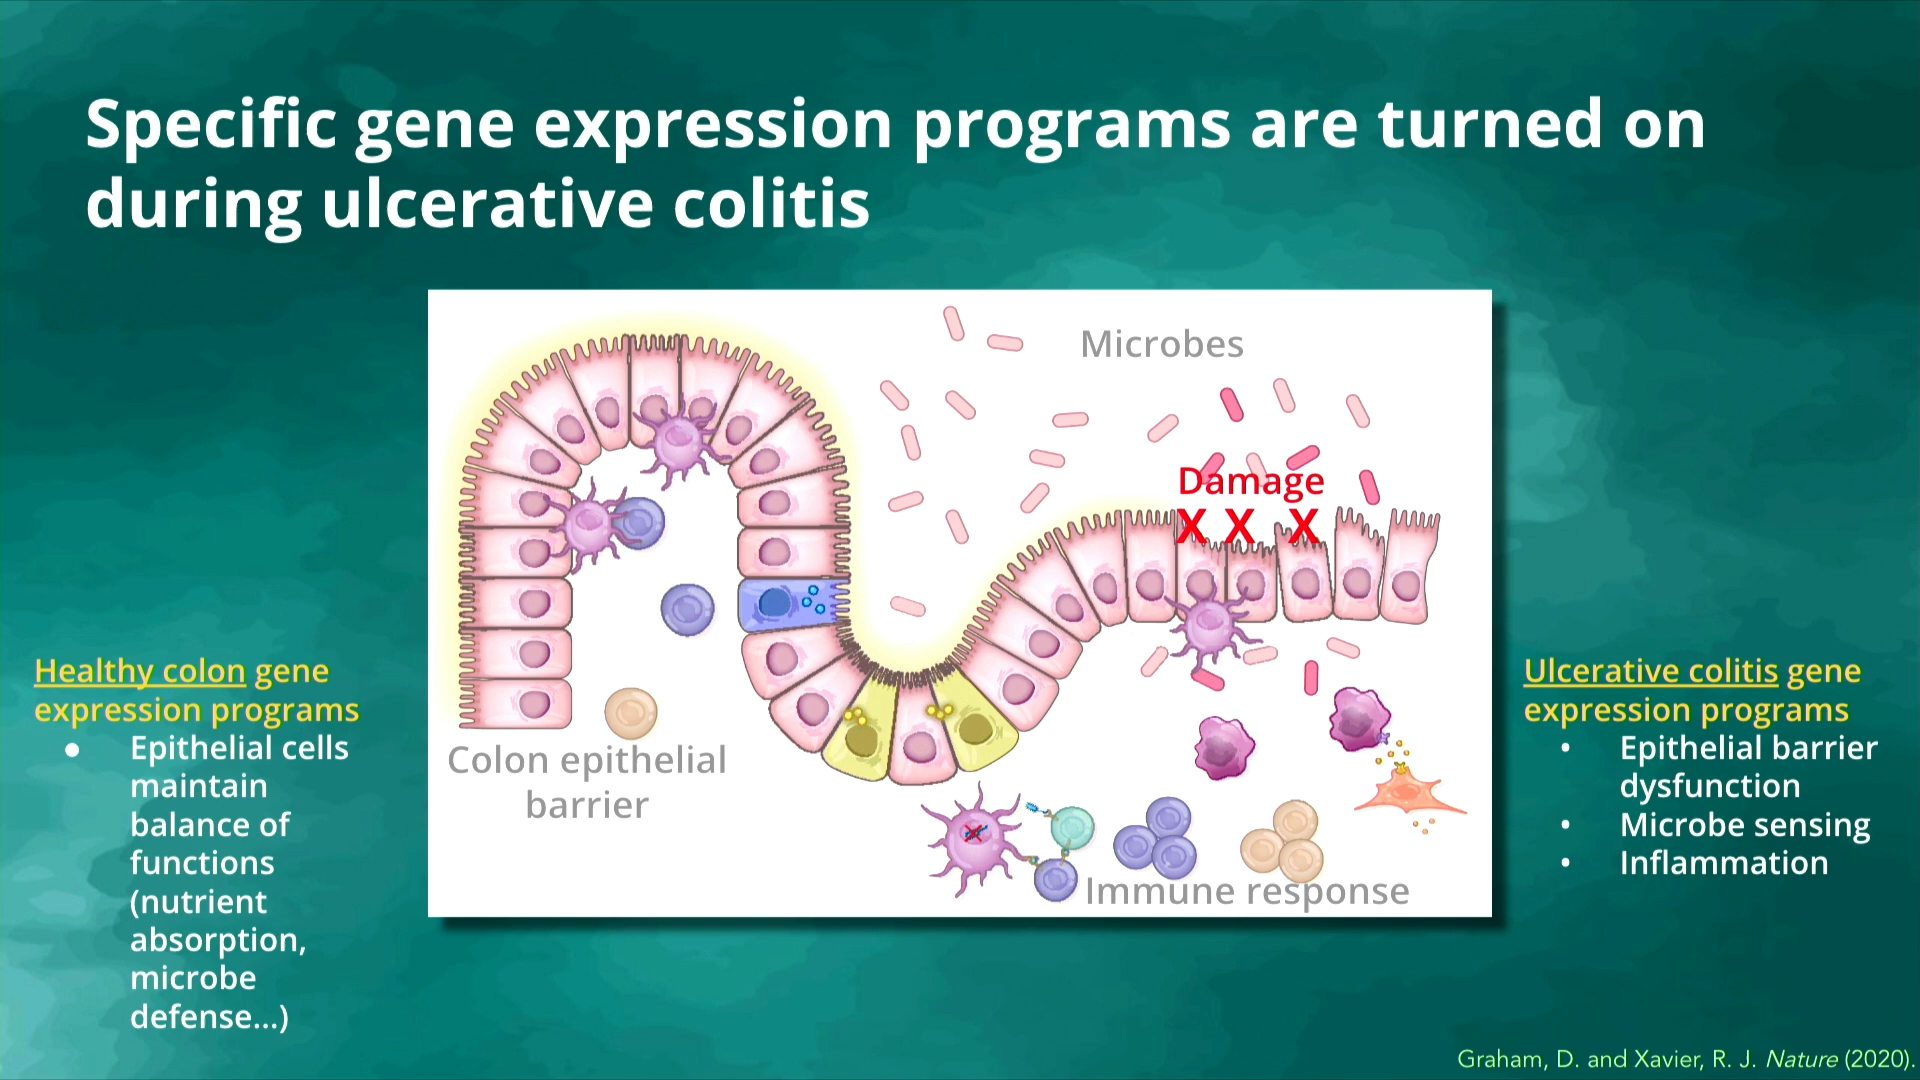 Specific gene expression programs are turned on
during ulcerative colitis
Microbes
Damage
X X X
Colon epithelial
barrier
Immune response
Healthy colon gene
expression programs
● Epithelial cells
maintain
balance of
functions
(nutrient
absorption,
microbe
defense...)
Ulcerative colitis gene
expression programs
• Epithelial barrier
dysfunction
• Microbe sensing
• Inflammation
Graham, D. and Xavier, R. J. Nature (2020).